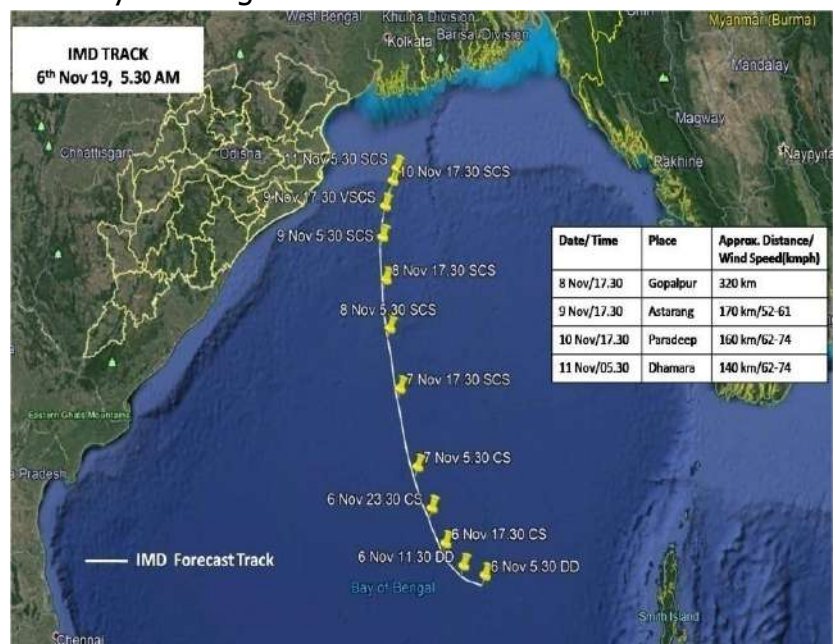 West Bengal
Khulna Division
Barisal Division
Kolkata
Myanmar (Burma)
IMD TRACK
6th Nov 19, 5.30 AM
Mandalay
Magway
Chhattisgarh
Odisha
Naypyita
Rakhine
11 Nov 5:30 SCS
10 Nov 17.30 SCS
9 Nov 17.30 VSCS
9 Nov 5:30 SCS
8 Nov 17.30 SCS
8 Nov 5.30 SCS
7 Nov 17.30 SCS
Date/ Time Place Approx. Distance/ Wind Speed(kmph)
8 Nov/17.30 Gopalpur 320 km
9 Nov/17.30 Astarang 170 km/52-61
10 Nov/17.30 Paradeep 160 km/62-74
11 Nov/05.30 Dhamara 140 km/62-74
Eastern Ghats Mountains
7 Nov 5.30 CS
a Pradesh
6 Nov 23.30 CS
6 Nov 17.30 CS
6 Nov 11.30 DD
6 Nov 5.30 DD
IMD Forecast Track
Bay of Bengal
Smith Island
Chennai